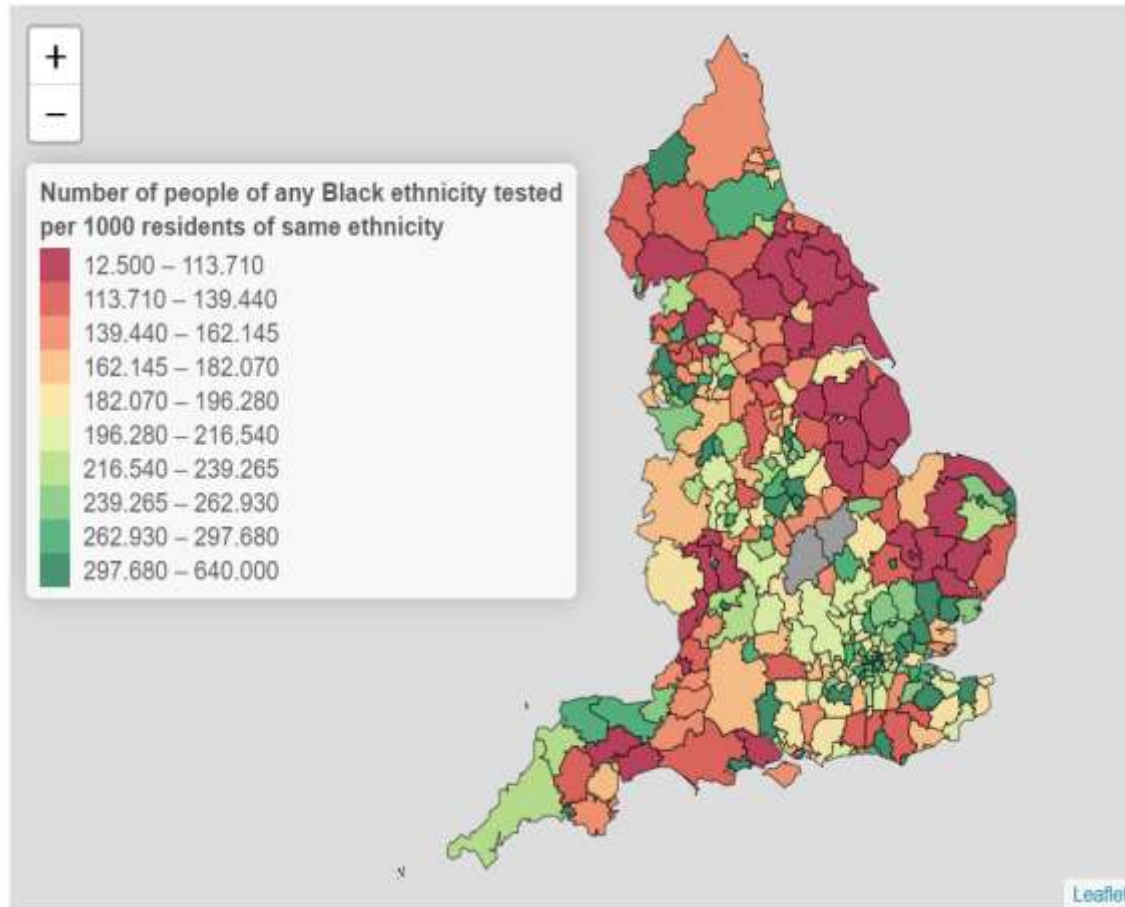 +
−
Number of people of any Black ethnicity tested
per 1000 residents of same ethnicity
12.500 – 113.710
113.710 – 139.440
139.440 – 162.145
162.145 – 182.070
182.070 – 196.280
196.280 – 216.540
216.540 – 239.265
239.265 – 262.930
262.930 – 297.680
297.680 – 640.000
Leaflet